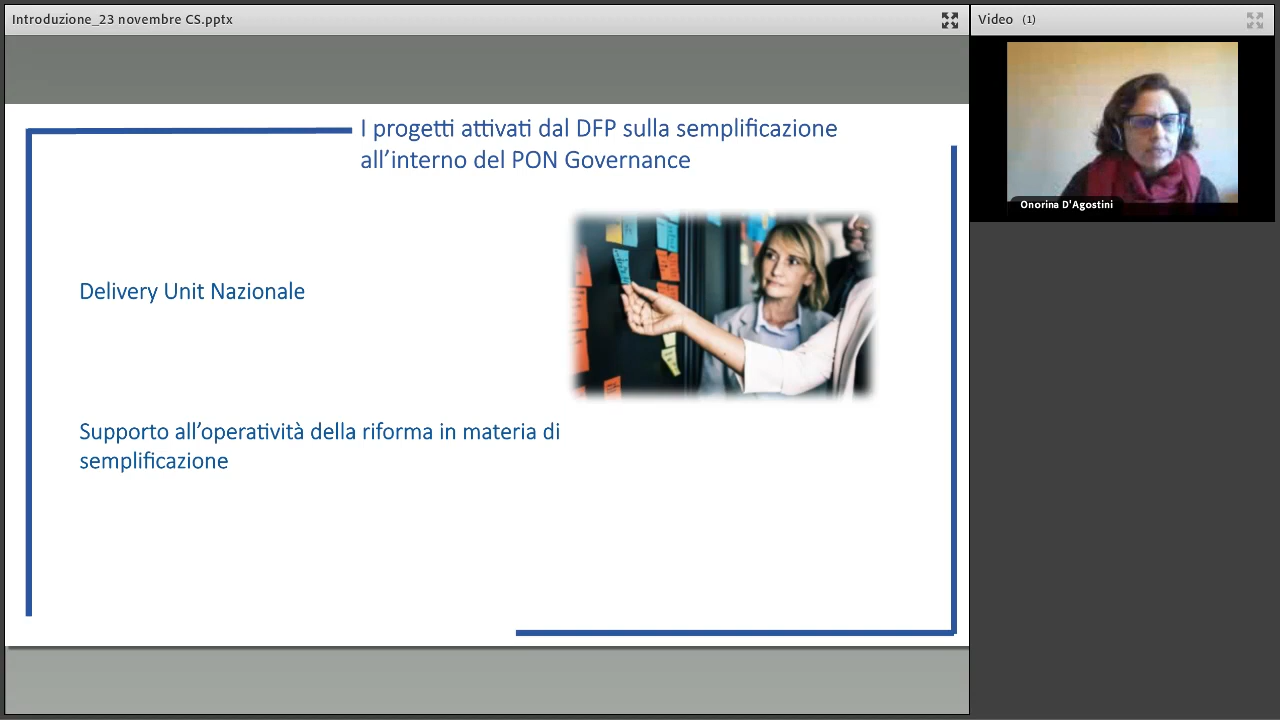 Introduzione_23 novembre CS.pptx
Video (1)
I progetti attivati dal DFP sulla semplificazione
all’interno del PON Governance
Delivery Unit Nazionale
Supporto all’operatività della riforma in materia di
semplificazione
Onorina D'Agostini